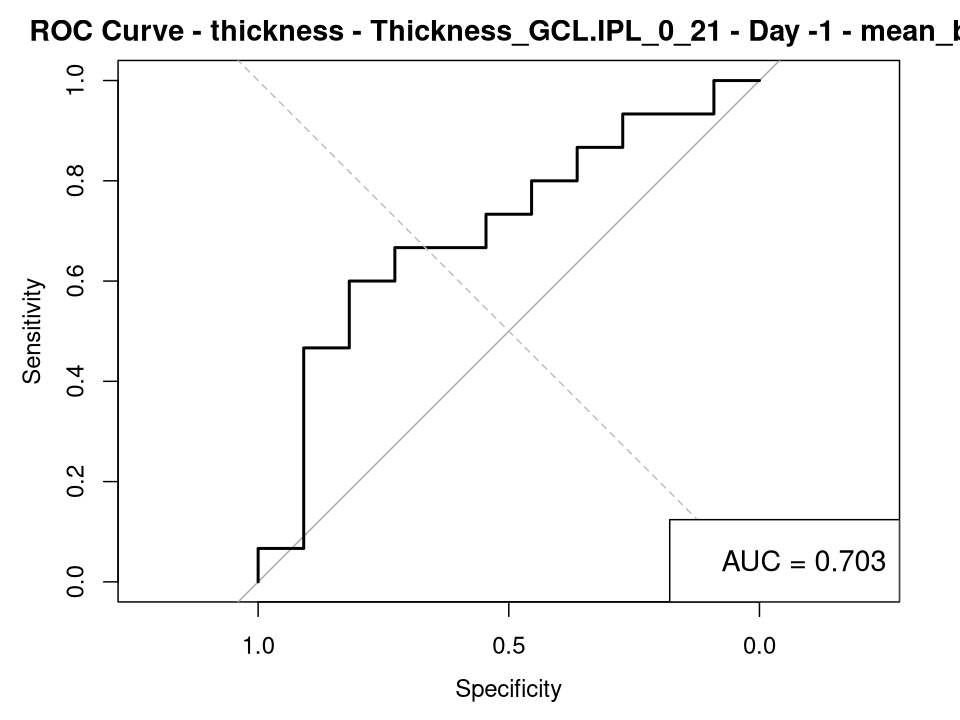 ROC Curve - thickness - Thickness_GCL.IPL_0_21 - Day -1 - mean_b
1.0
0.8
0.6
0.4
0.2
0.0
Sensitivity
AUC = 0.703
1.0 0.5 0.0
Specificity